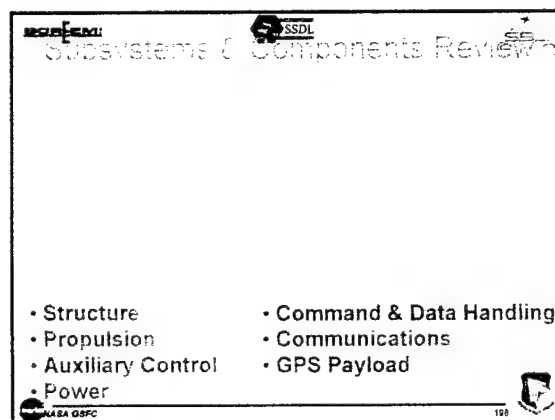 SSDL
Subsystems & Components Review
• Structure
• Propulsion
• Auxiliary Control
• Power
• Command & Data Handling
• Communications
• GPS Payload
NASA GSFC
198